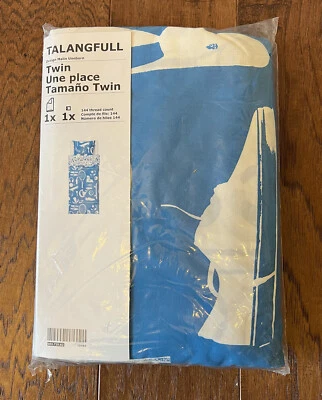 TALANGFULL
Twin
Une place
Tamaño Twin
1x 1x
144 thread count
Compte de fils: 144
Número de hilos 144